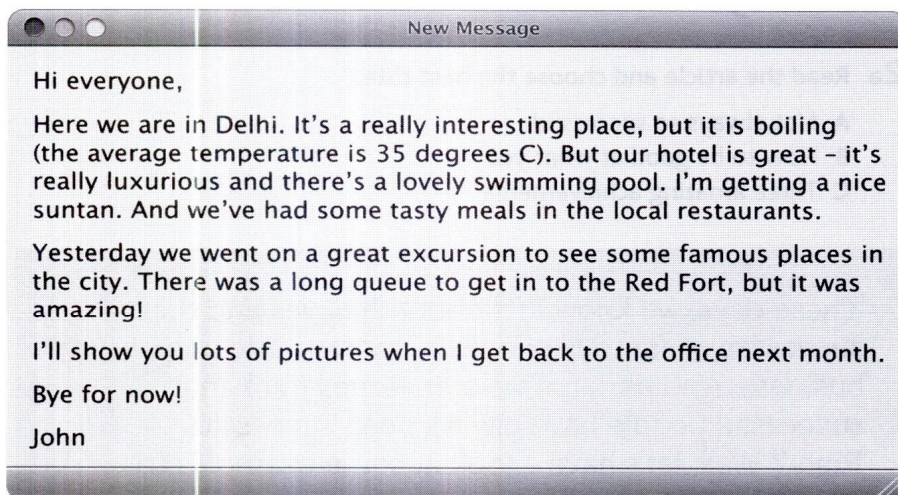 New Message
Hi everyone,
Here we are in Delhi. It's a really interesting place, but it is boiling
(the average temperature is 35 degrees C). But our hotel is great – it's
really luxurious and there's a lovely swimming pool. I'm getting a nice
suntan. And we've had some tasty meals in the local restaurants.
Yesterday we went on a great excursion to see some famous places in
the city. There was a long queue to get in to the Red Fort, but it was
amazing!
I'll show you lots of pictures when I get back to the office next month.
Bye for now!
John